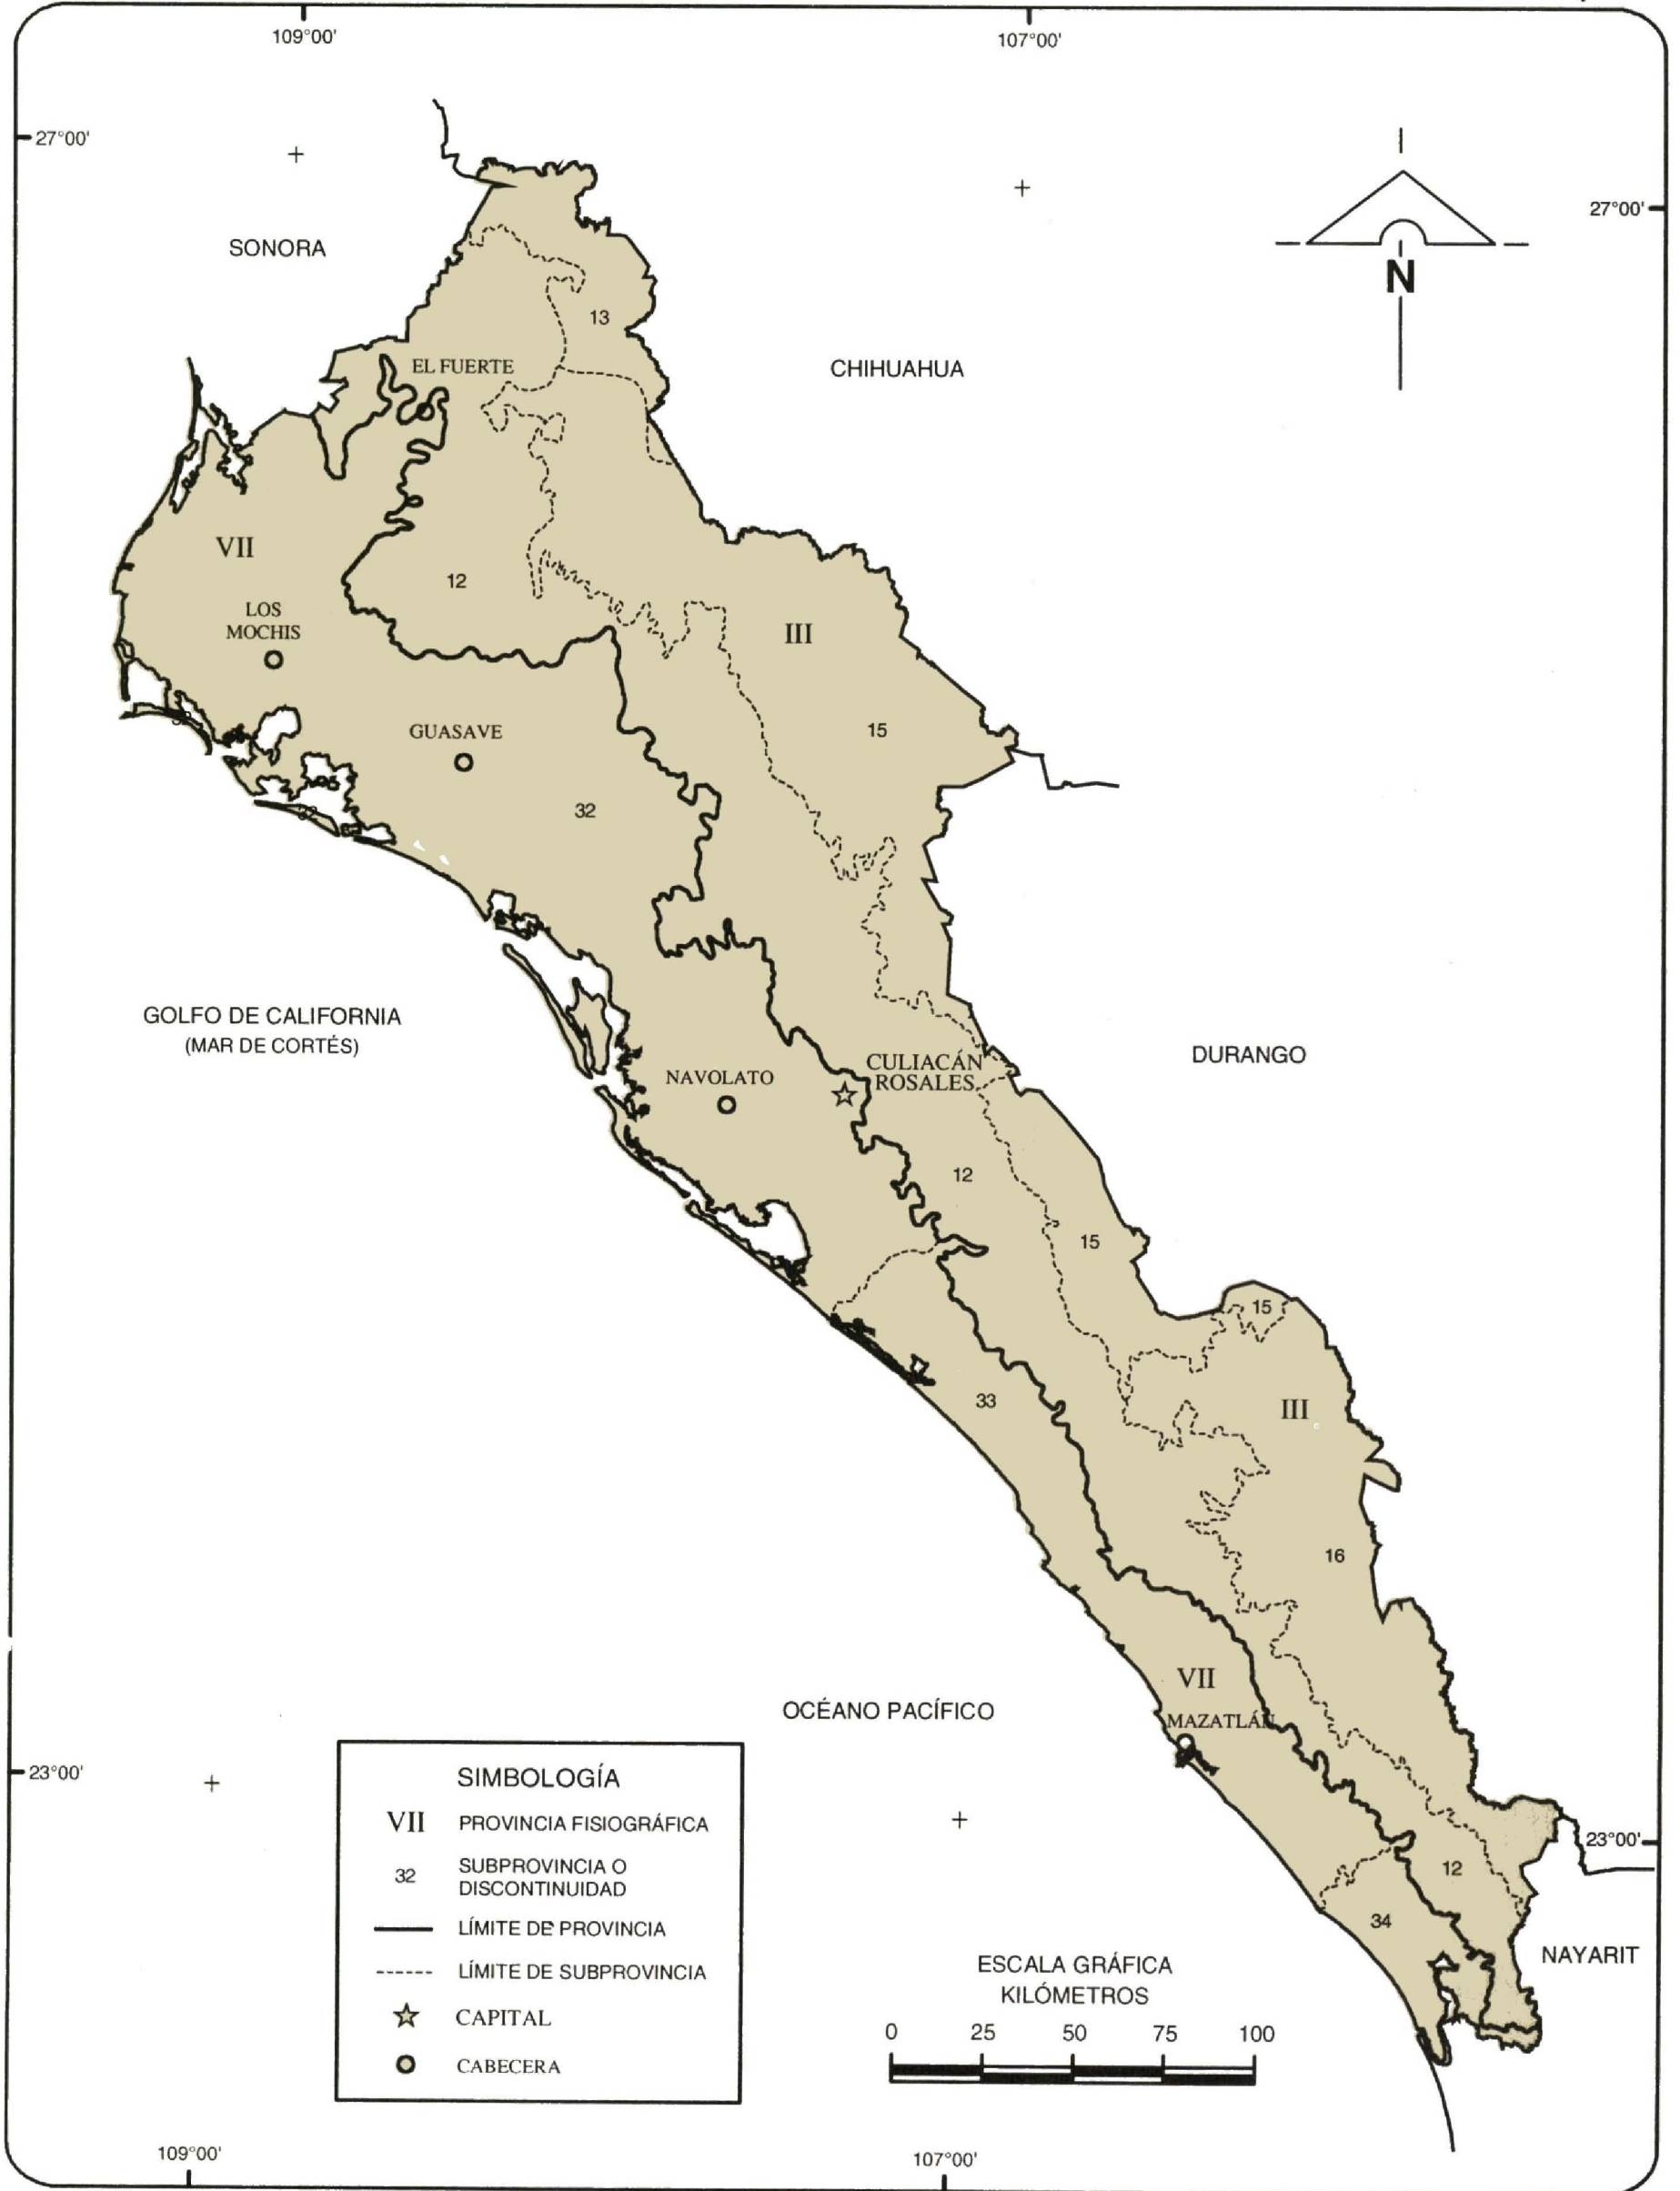 109°00'
107°00'
27°00'
27°00'
SONORA
N
13
EL FUERTE
CHIHUAHUA
VII
12
LOS
MOCHIS
III
15
32
GUASAVE
32
32
GOLFO DE CALIFORNIA
(MAR DE CORTÉS)
DURANGO
CULIACÁN
ROSALES
NAVOLATO
12
15
15
33
III
16
VII
OCÉANO PACÍFICO
MAZATLÁN
23°00'
23°00'
12
34
NAYARIT
SIMBOLOGÍA
VII PROVINCIA FISIOGRÁFICA
32 SUBPROVINCIA O
DISCONTINUIDAD
LÍMITE DE PROVINCIA
LÍMITE DE SUBPROVINCIA
CAPITAL
CABECERA
ESCALA GRÁFICA
KILÓMETROS
0 25 50 75 100
109°00'
107°00'